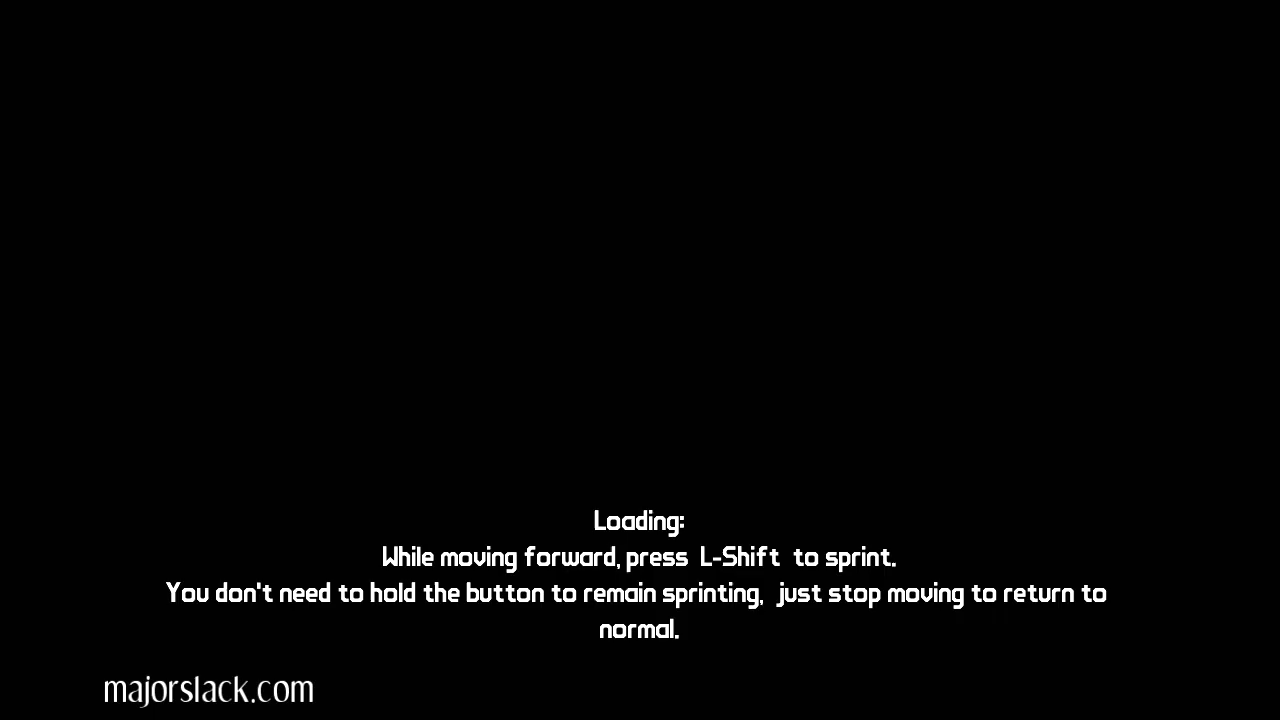 Loading:
While moving forward, press L-Shift to sprint.
You don't need to hold the button to remain sprinting, just stop moving to return to
normal.
majorslack.com